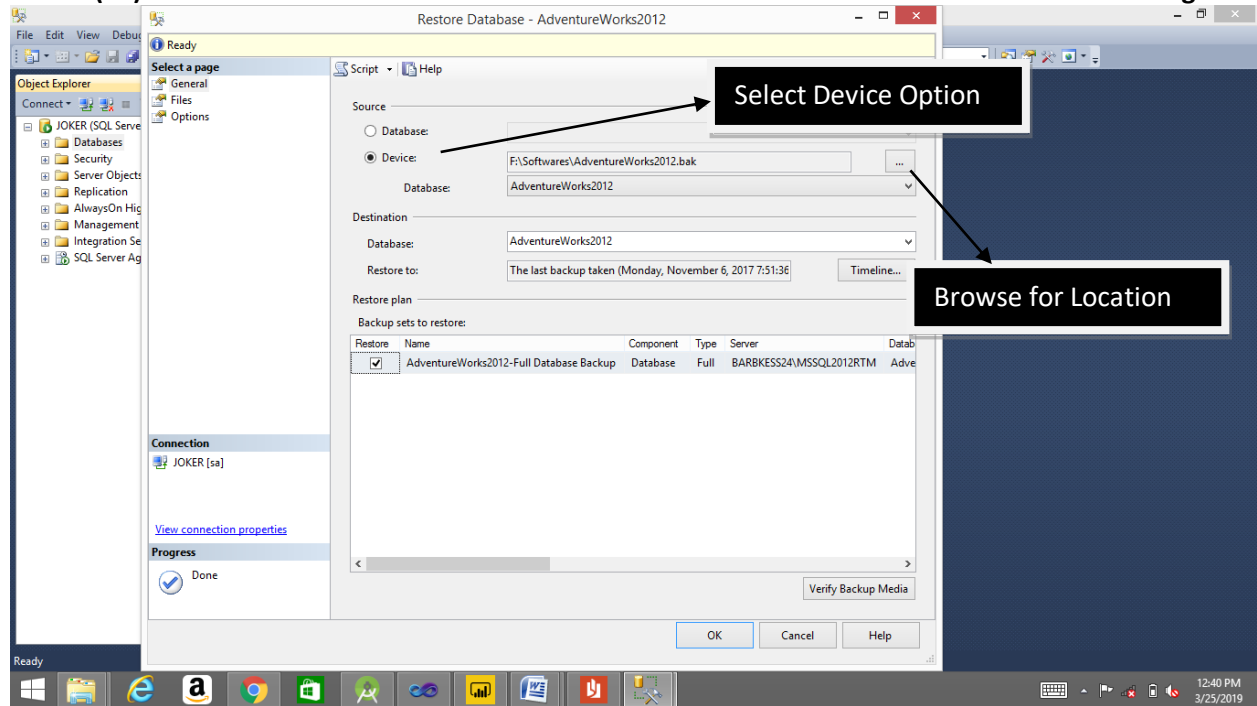 Restore Database - AdventureWorks2012
File Edit View Debug
Ready
Select a page
Script Help
General
Files
Options
Object Explorer
Connect
JOKER (SQL Serve
Databases
Security
Server Objects
Replication
AlwaysOn Hig
Management
Integration Se
SQL Server Ag
Source
Database:
Device:
F:\Softwares\AdventureWorks2012.bak
...
Database:
AdventureWorks2012
Select Device Option
Destination
Database:
AdventureWorks2012
Restore to:
The last backup taken (Monday, November 6, 2017 7:51:36
Timeline...
Browse for Location
Restore plan
Backup sets to restore:
Restore Name Component Type Server Datab
AdventureWorks2012-Full Database Backup Database Full BARBKESS24\MSSQL2012RTM Adve
Connection
JOKER [sa]
View connection properties
Progress
Done
Verify Backup Media
OK Cancel Help
Ready
12:40 PM
3/25/2019